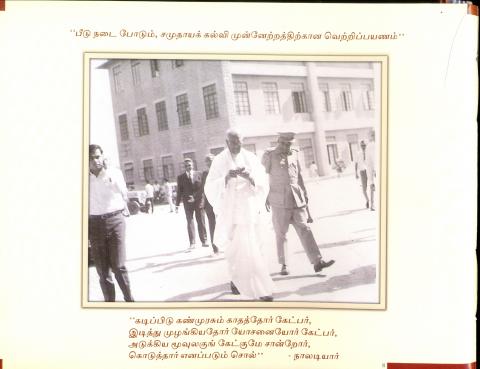 "பீடு நடை போடும், சமுதாயக் கல்வி முன்னேற்றத்திற்கான வெற்றிப்பயணம்"
"கடிப்பிடு கண்முரசும் காதத்தோர் கேட்பர்,
இடித்து முழங்கியதோர் யோசனையோர் கேட்பர்,
அடுக்கிய மூவுலகுங் கேட்குமே சான்றோர்,
கொடுத்தார் எனப்படும் சொல்" - நாலடியார்